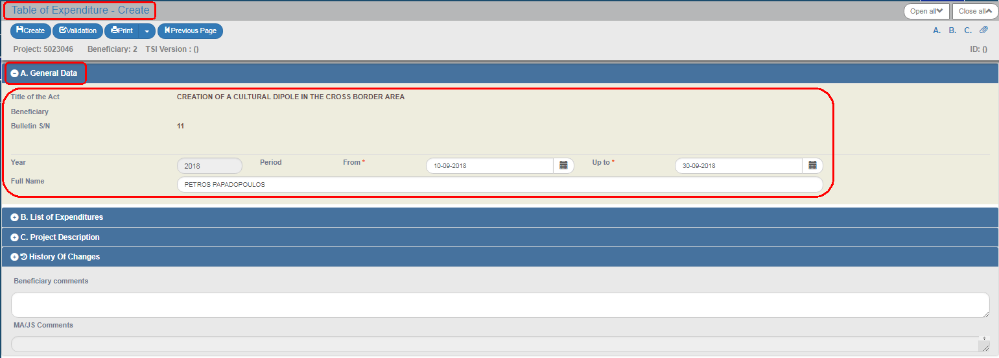 Table of Expenditure - Create
Open all Close all
Create Validation Print Previous Page A. B. C.
Project: 5023046 Beneficiary: 2 TSI Version : () ID: ()
A. General Data
Title of the Act CREATION OF A CULTURAL DIPOLE IN THE CROSS BORDER AREA
Beneficiary
Bulletin S/N 11
Year 2018 Period From * 10-09-2018 Up to * 30-09-2018
Full Name PETROS PAPADOPOULOS
B. List of Expenditures
C. Project Description
History Of Changes
Beneficiary comments
MA/JS Comments